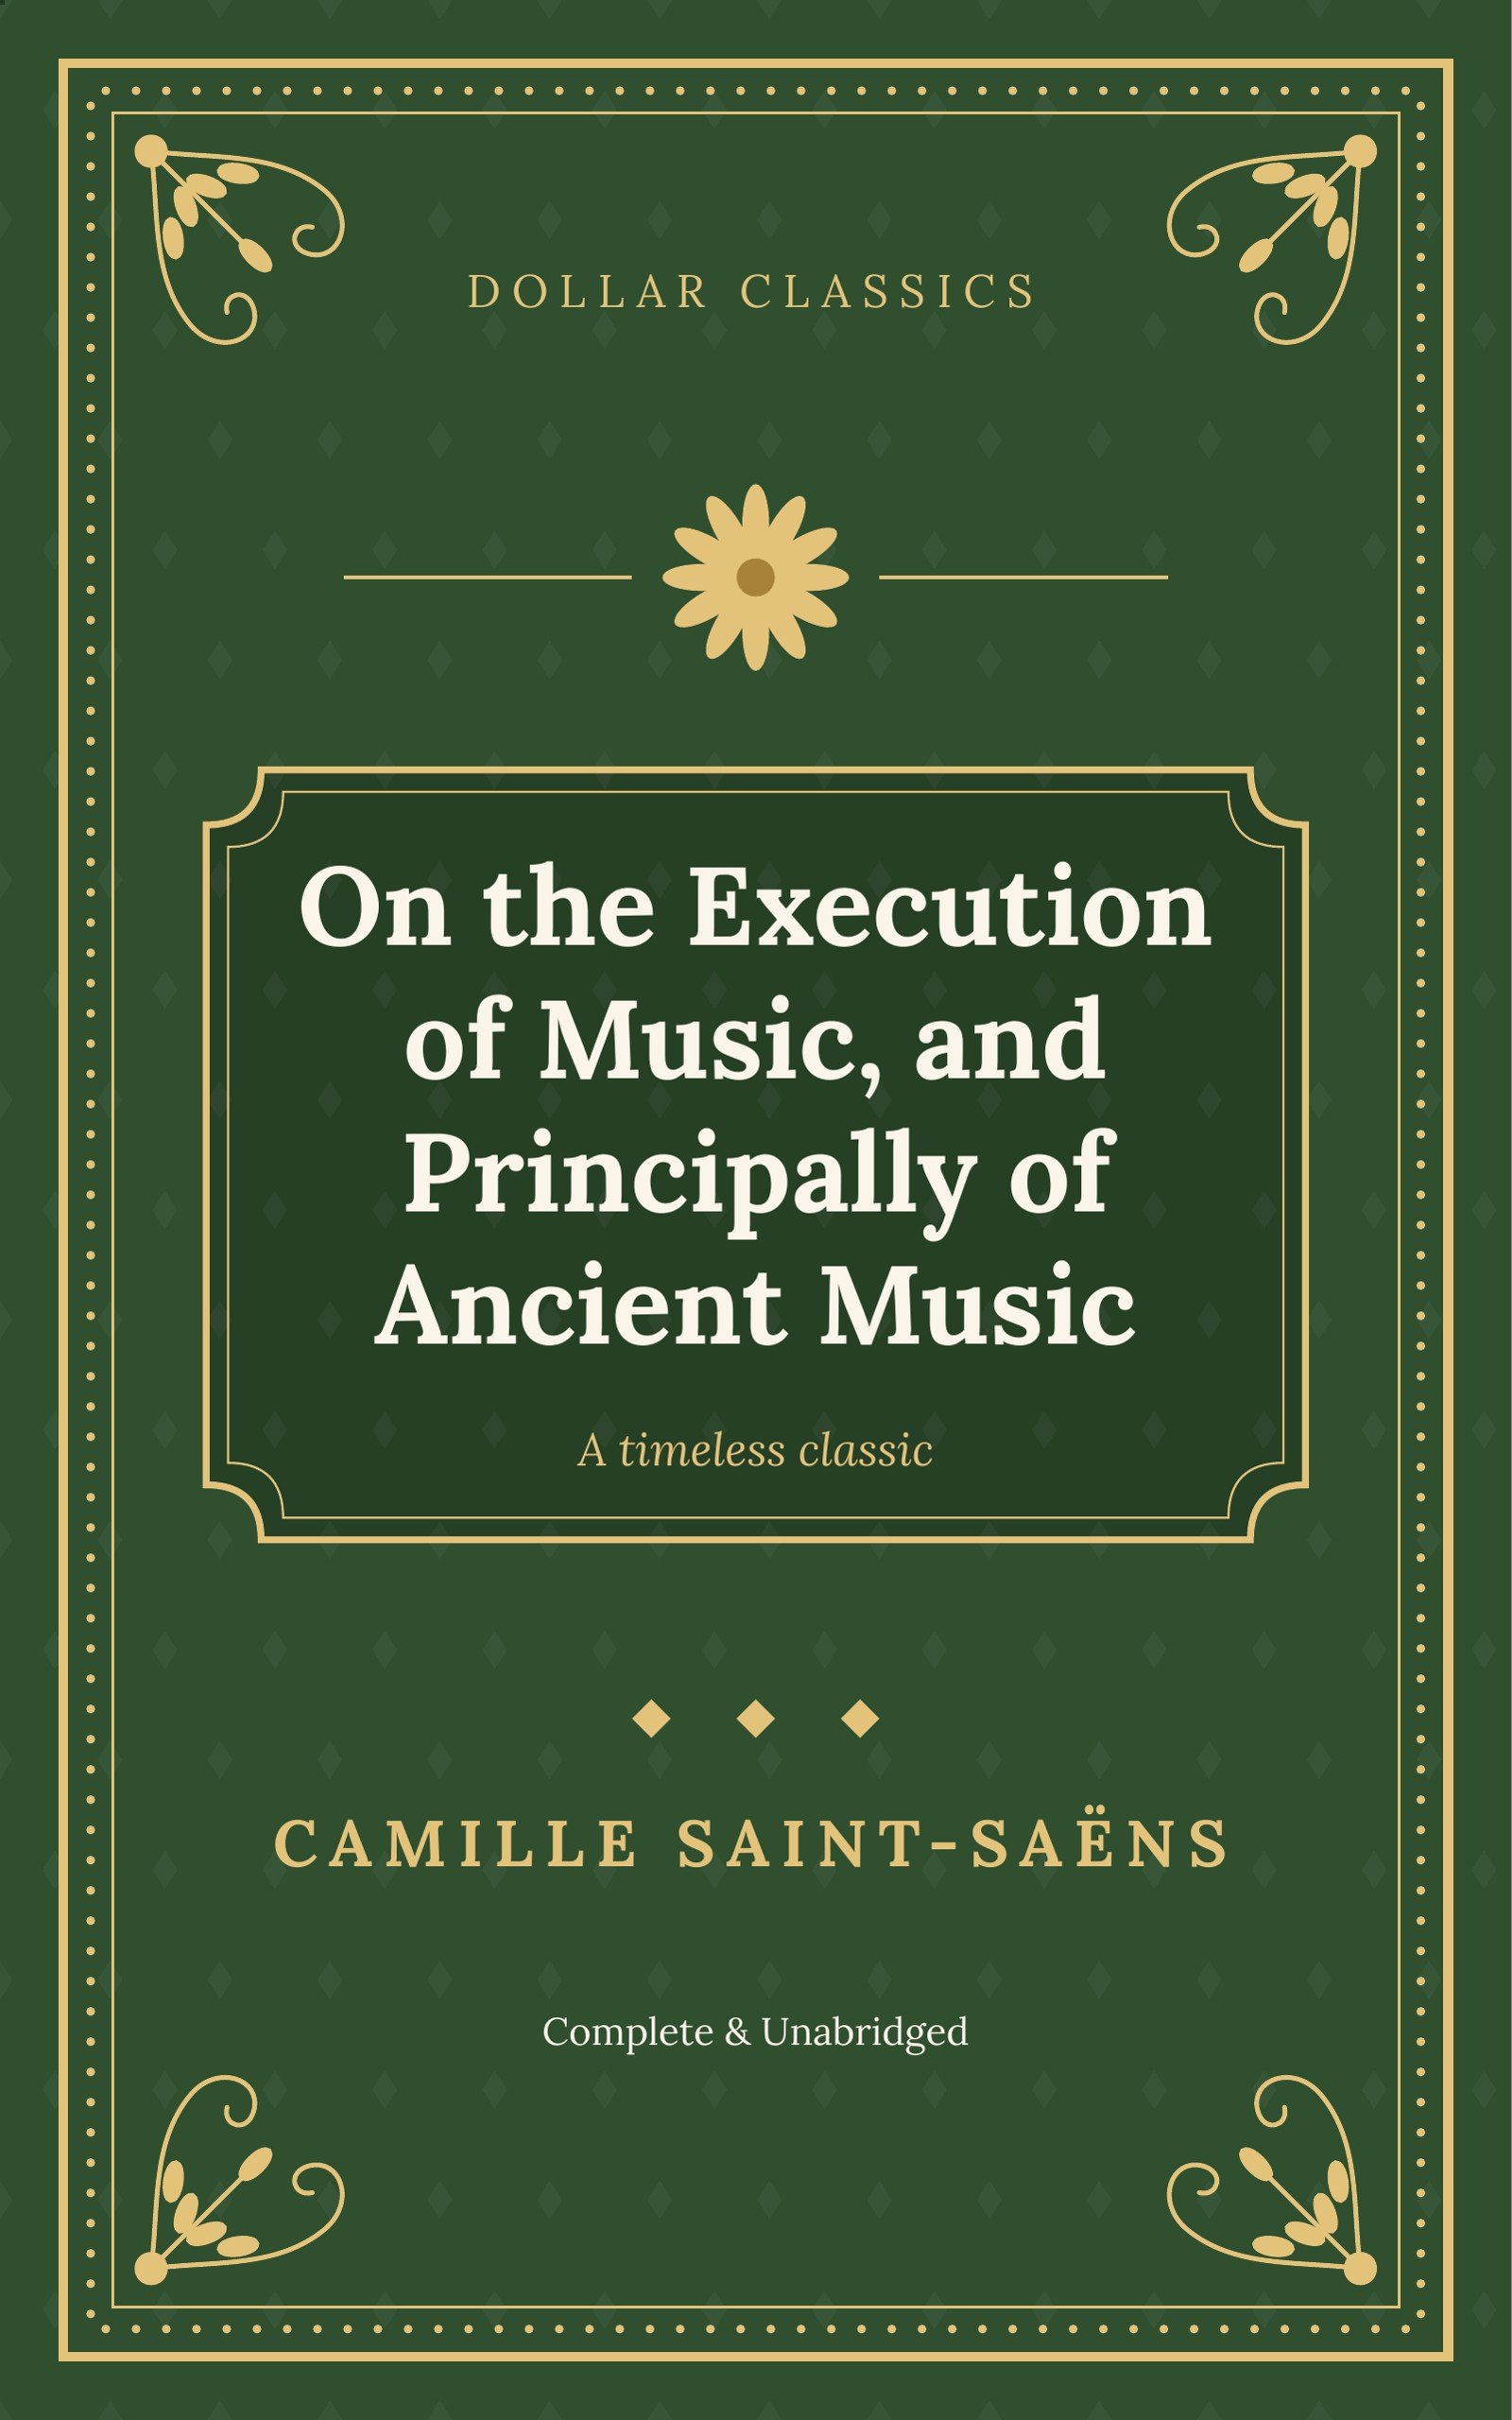 DOLLAR CLASSICS
On the Execution
of Music, and
Principally of
Ancient Music
A timeless classic
CAMILLE SAINT-SAËNS
Complete & Unabridged